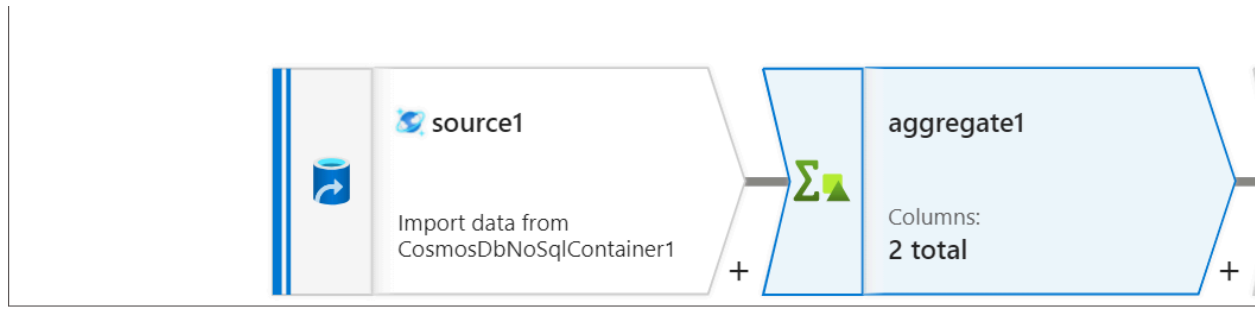 source1
Import data from
CosmosDbNoSqlContainer1
+
aggregate1
Columns:
2 total
+